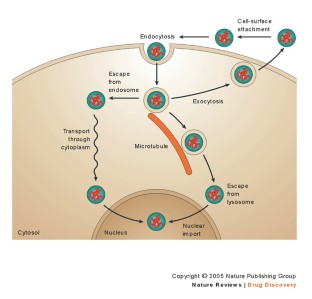 Cell-surface
attachment
Endocytosis
Escape
from
endosome
Exocytosis
Transport
through
cytoplasm
Microtubule
Escape
from
lysosome
Cytosol
Nucleus
Nuclear
import
Copyright © 2005 Nature Publishing Group
Nature Reviews | Drug Discovery